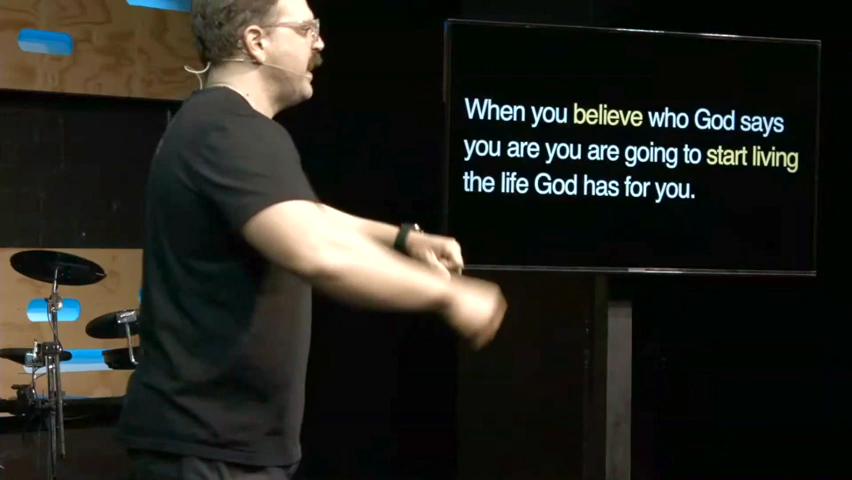 When you believe who God says
you are you are going to start living
the life God has for you.